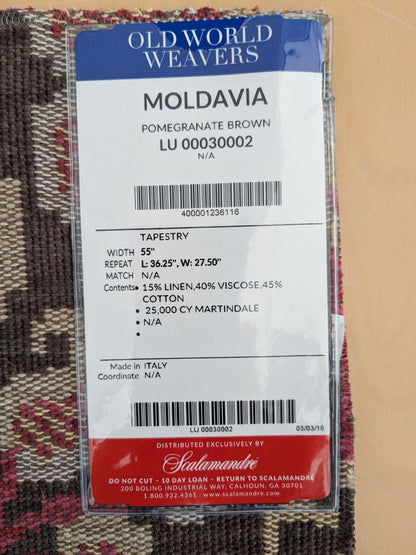 OLD WORLD
WEAVERS
MOLDAVIA
POMEGRANATE BROWN
LU 00030002
N/A
400001236116
TAPESTRY
WIDTH 55"
REPEAT L: 36.25", W: 27.50"
MATCH N/A
Contents• 15% LINEN,40% VISCOSE,45%
COTTON
• 25,000 CY MARTINDALE
• N/A
•
Made in ITALY
Coordinate N/A
LU 00030002 05/03/18
DISTRIBUTED EXCLUSIVELY BY
Scalamandré
DO NOT CUT - 10 DAY LOAN - RETURN TO SCALAMANDRÉ
200 BOLING INDUSTRIAL WAY, CALHOUN, GA 30701
1.800.932.4361 www.scalamandre.com